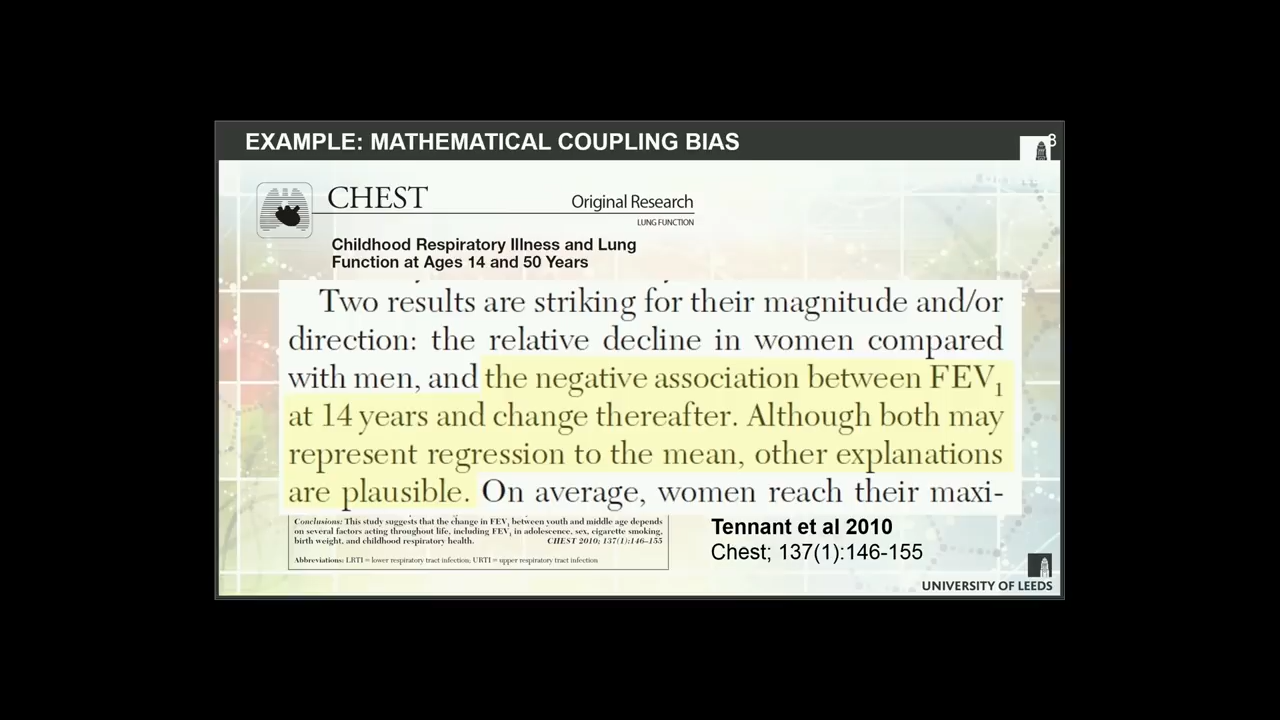 EXAMPLE: MATHEMATICAL COUPLING BIAS
CHEST
Original Research
LUNG FUNCTION
Childhood Respiratory Illness and Lung
Function at Ages 14 and 50 Years
Two results are striking for their magnitude and/or
direction: the relative decline in women compared
with men, and the negative association between FEV₁
at 14 years and change thereafter. Although both may
represent regression to the mean, other explanations
are plausible. On average, women reach their maxi-
Conclusions: This study suggests that the change in FEV₁ between youth and middle age depends
on several factors acting throughout life, including FEV₁ in adolescence, sex, cigarette smoking,
birth weight, and childhood respiratory health. CHEST 2010; 137(1):146–155
Abbreviations: LRTI = lower respiratory tract infection; URTI = upper respiratory tract infection
Tennant et al 2010
Chest; 137(1):146-155
UNIVERSITY OF LEEDS